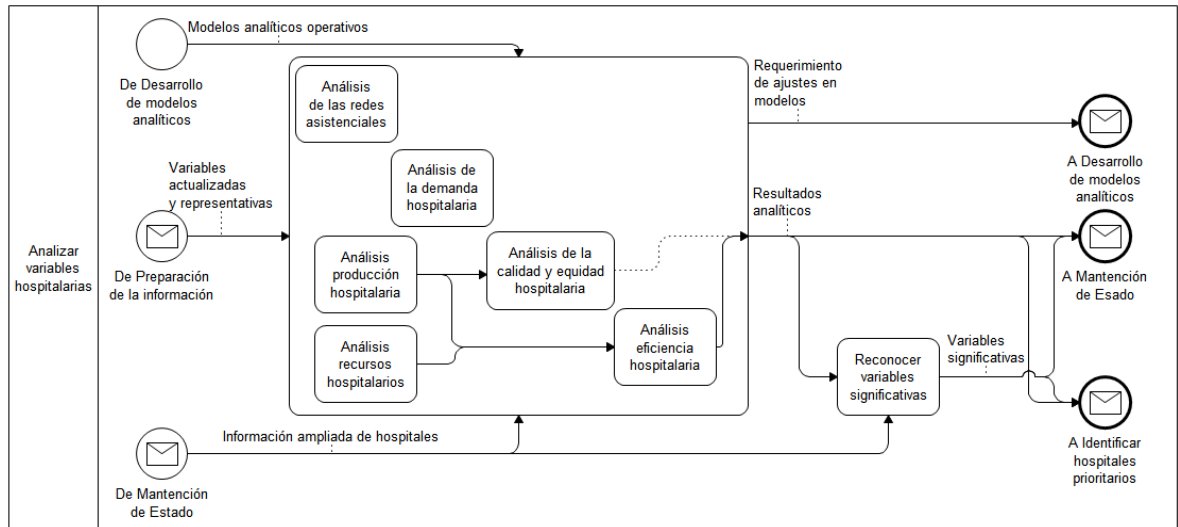 Analizar
variables
hospitalarias
Modelos analíticos operativos
De Desarrollo
de modelos
analíticos
Variables
actualizadas
y representativas
De Preparación
de la información
Información ampliada de hospitales
De Mantención
de Estado
Análisis
de las redes
asistenciales
Análisis de
la demanda
hospitalaria
Análisis
producción
hospitalaria
Análisis de la
calidad y equidad
hospitalaria
Análisis
recursos
hospitalarios
Análisis
eficiencia
hospitalaria
Requerimiento
de ajustes en
modelos
Resultados
analíticos
Reconocer
variables
significativas
Variables
significativas
A Desarrollo
de modelos
analíticos
A Mantención
de Esado
A Identificar
hospitales
prioritarios